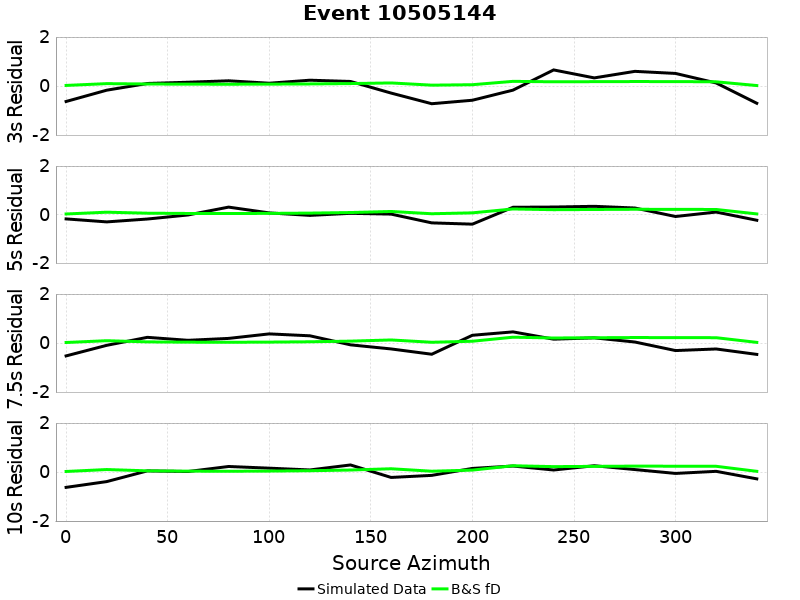 Event 10505144
3s Residual
2
0
-2
5s Residual
2
0
-2
7.5s Residual
2
0
-2
10s Residual
2
0
-2
0 50 100 150 200 250 300
Source Azimuth
Simulated Data B&S fD